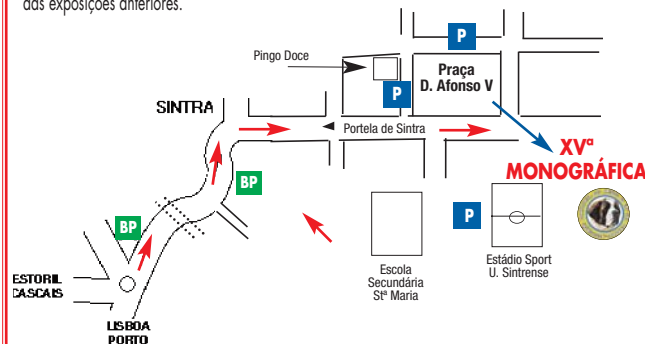 das exposições anteriores.
P
Pingo Doce
Praça
D. Afonso V
P
SINTRA
Portela de Sintra
XVª
MONOGRÁFICA
BP
P
BP
Escola
Secundária
Stª Maria
Estádio Sport
U. Sintrense
ESTORIL
CASCAIS
LISBOA
PORTO